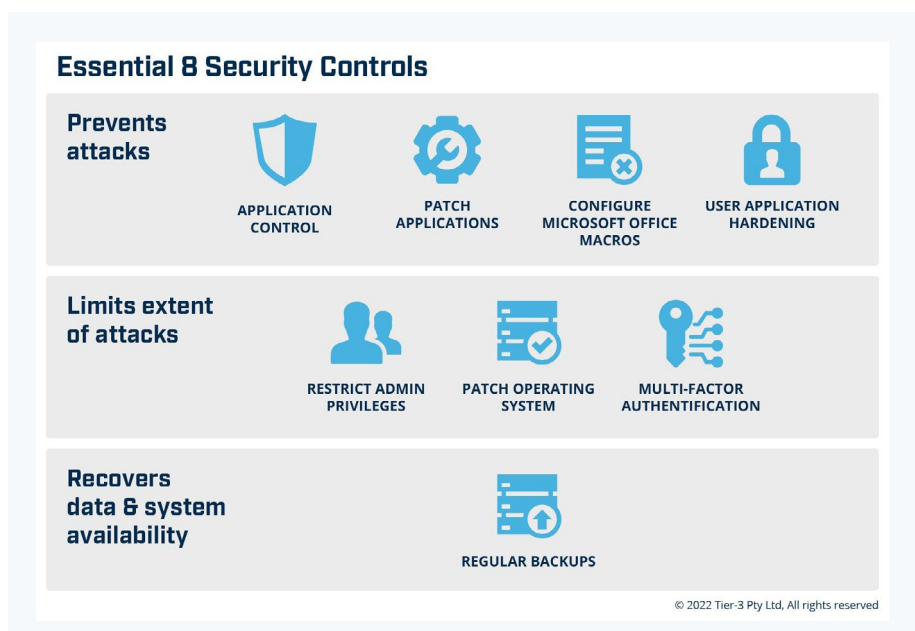 Essential 8 Security Controls
Prevents
attacks
APPLICATION
CONTROL
PATCH
APPLICATIONS
CONFIGURE
MICROSOFT OFFICE
MACROS
USER APPLICATION
HARDENING
Limits extent
of attacks
RESTRICT ADMIN
PRIVILEGES
PATCH OPERATING
SYSTEM
MULTI-FACTOR
AUTHENTIFICATION
Recovers
data & system
availability
REGULAR BACKUPS
© 2022 Tier-3 Pty Ltd, All rights reserved